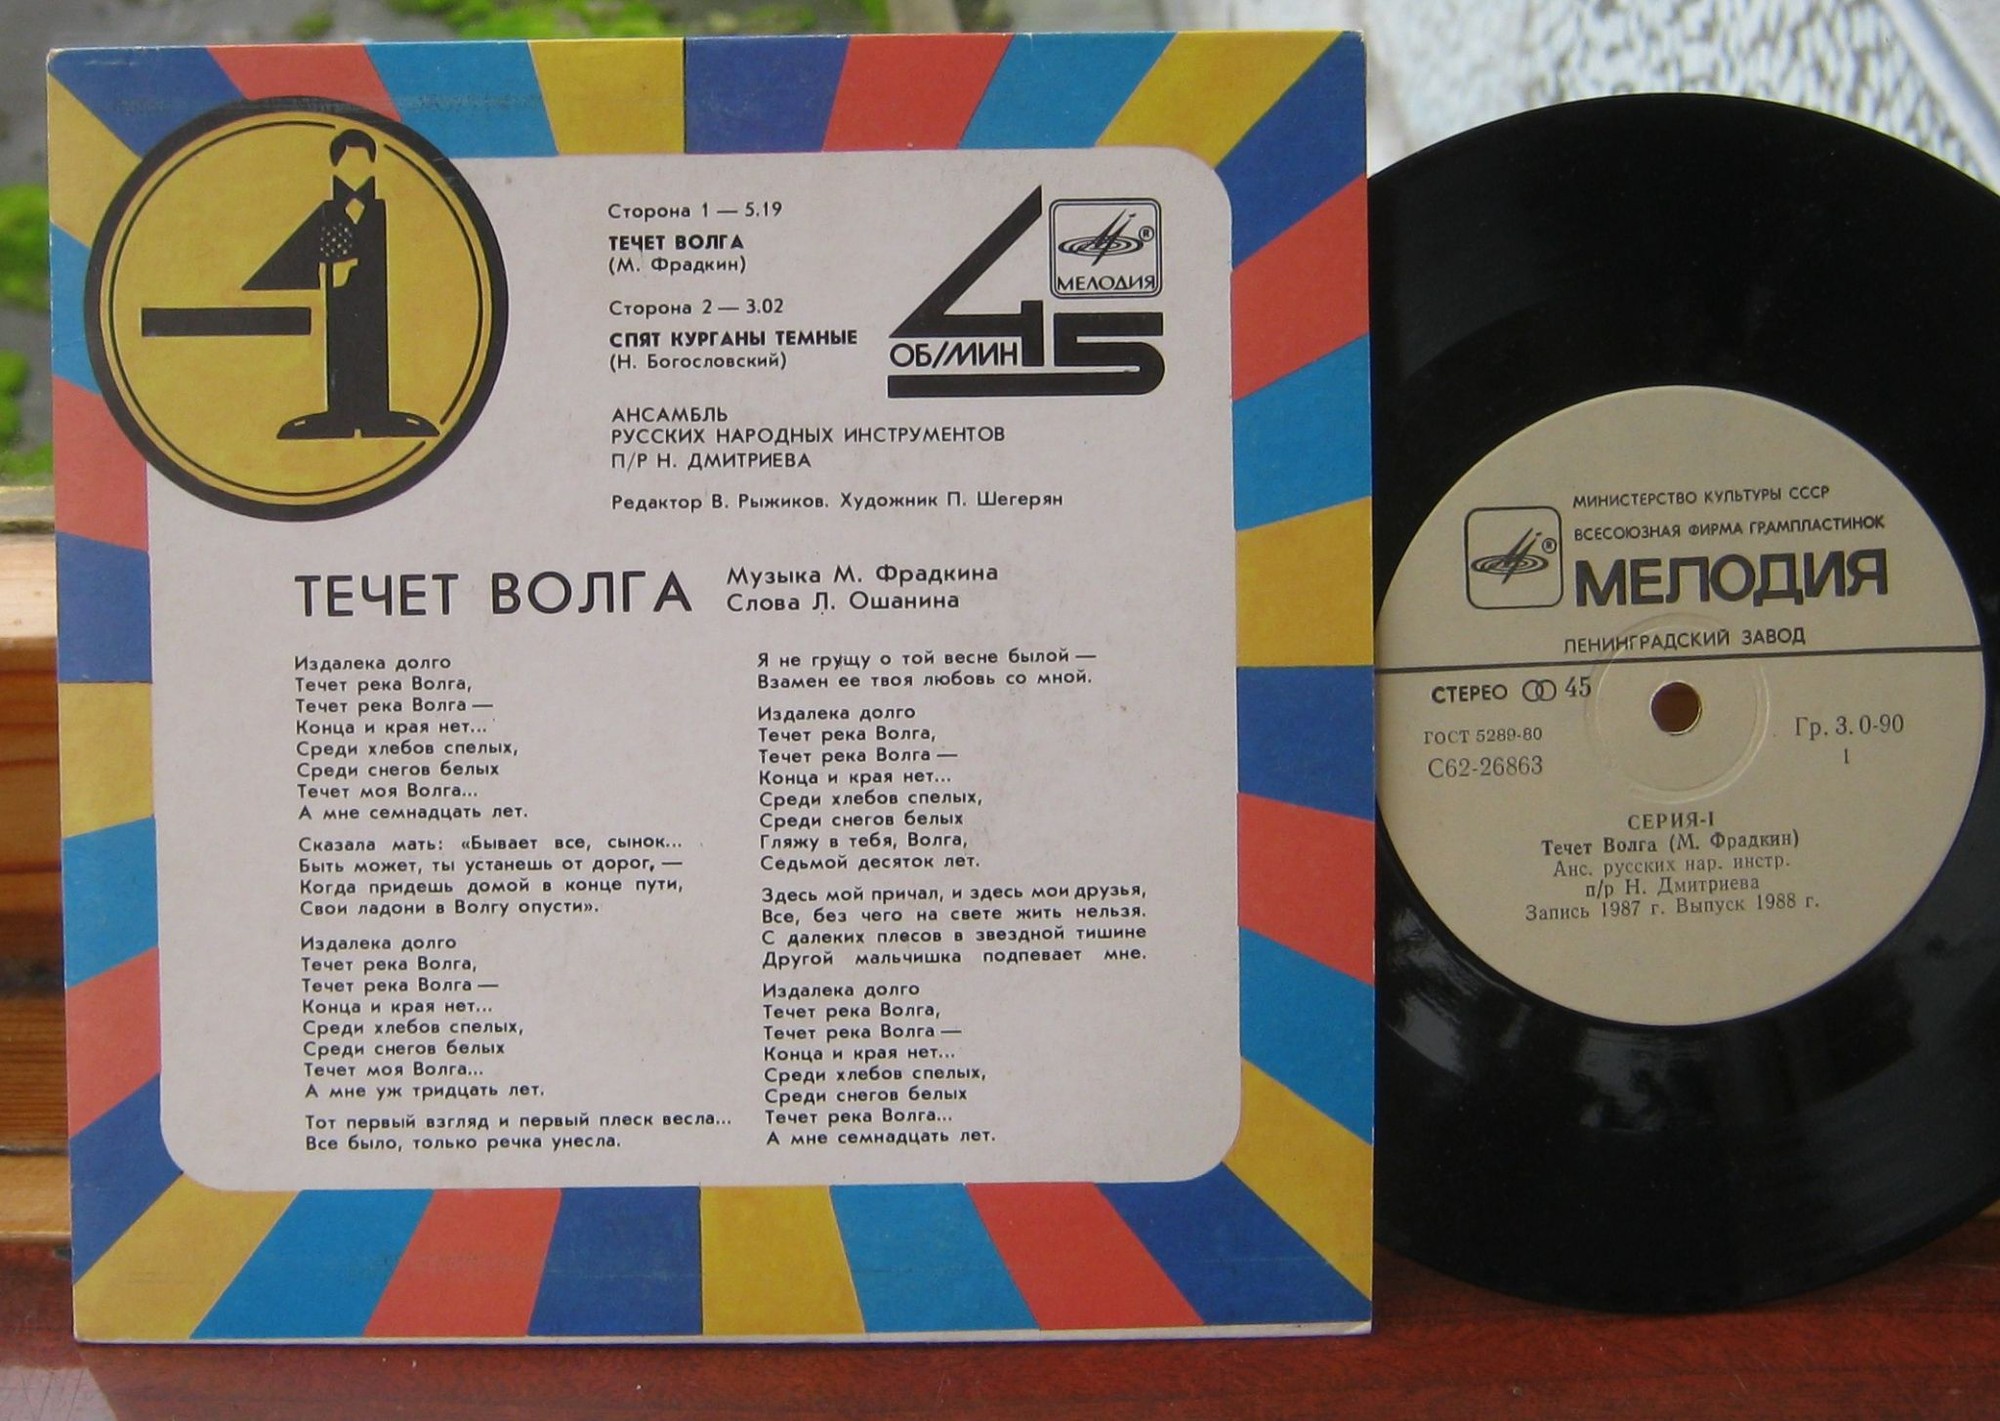 Сторона 1 — 5.19
ТЕЧЕТ ВОЛГА
(М. Фрадкин)
Сторона 2 — 3.02
СПЯТ КУРГАНЫ ТЕМНЫЕ
(Н. Богословский)
АНСАМБЛЬ
РУССКИХ НАРОДНЫХ ИНСТРУМЕНТОВ
П/Р Н. ДМИТРИЕВА
Редактор В. Рыжиков. Художник П. Шегерян
45
ОБ/МИН
®
МЕЛОДИЯ
ТЕЧЕТ ВОЛГА
Музыка М. Фрадкина
Слова Л. Ошанина
Издалека долго
Течет река Волга,
Течет река Волга —
Конца и края нет...
Среди хлебов спелых,
Среди снегов белых
Течет моя Волга...
А мне семнадцать лет.
Сказала мать: «Бывает все, сынок...
Быть может, ты устанешь от дорог, —
Когда придешь домой в конце пути,
Свои ладони в Волгу опусти».
Издалека долго
Течет река Волга,
Течет река Волга —
Конца и края нет...
Среди хлебов спелых,
Среди снегов белых
Течет моя Волга...
А мне уж тридцать лет.
Тот первый взгляд и первый плеск весла...
Все было, только речка унесла.
Я не грущу о той весне былой —
Взамен ее твоя любовь со мной.
Издалека долго
Течет река Волга,
Течет река Волга —
Конца и края нет...
Среди хлебов спелых,
Среди снегов белых
Гляжу в тебя, Волга,
Седьмой десяток лет.
Здесь мой причал, и здесь мои друзья,
Все, без чего на свете жить нельзя.
С далеких плесов в звездной тишине
Другой мальчишка подпевает мне.
Издалека долго
Течет река Волга,
Течет река Волга —
Конца и края нет...
Среди хлебов спелых,
Среди снегов белых
Течет река Волга...
А мне семнадцать лет.
МИНИСТЕРСТВО КУЛЬТУРЫ СССР
ВСЕСОЮЗНАЯ ФИРМА ГРАМПЛАСТИНОК
®
МЕЛОДИЯ
ЛЕНИНГРАДСКИЙ ЗАВОД
СТЕРЕО 45
ГОСТ 5289-80
С62-26863
Гр. 3. 0-90
1
СЕРИЯ-I
Течет Волга (М. Фрадкин)
Анс. русских нар. инстр.
п/р Н. Дмитриева
Запись 1987 г. Выпуск 1988 г.